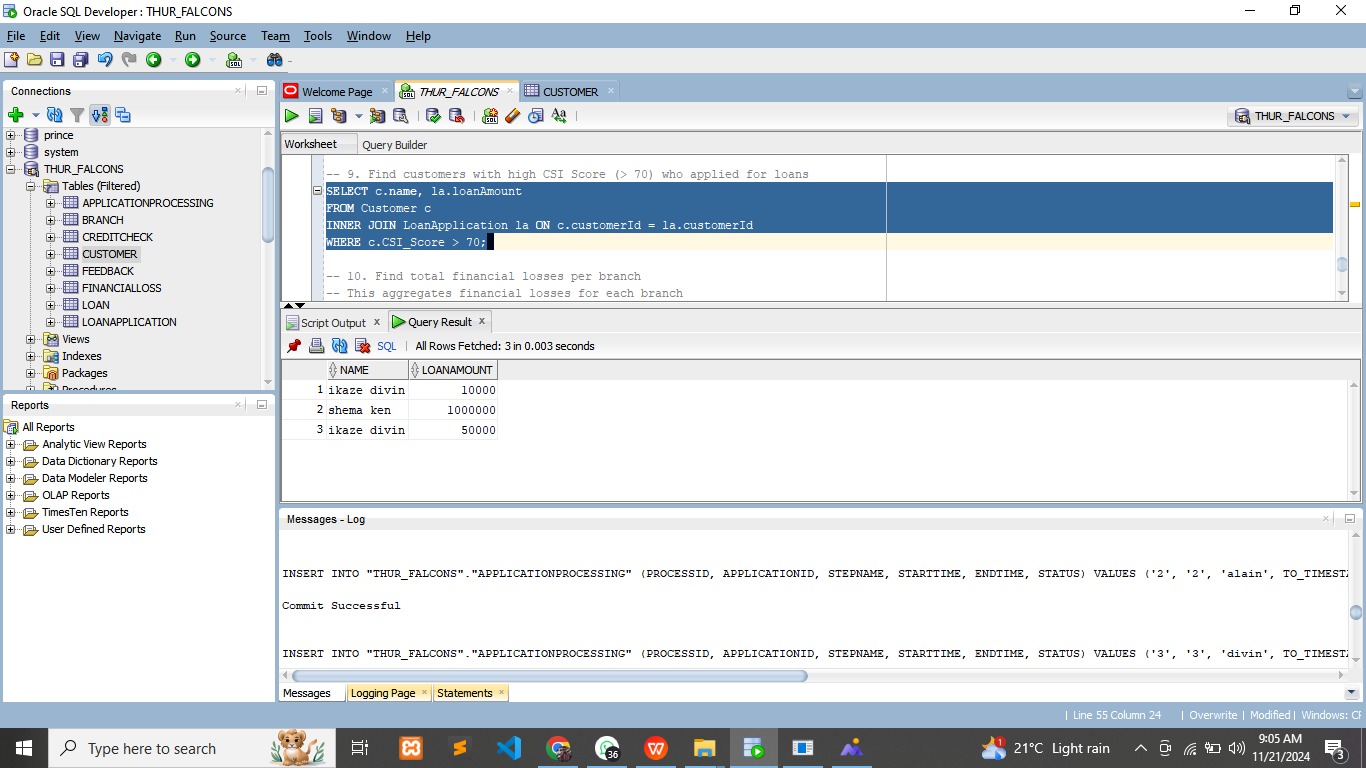 Oracle SQL Developer : THUR_FALCONS
File Edit View Navigate Run Source Team Tools Window Help
Connections
prince
system
THUR_FALCONS
Tables (Filtered)
APPLICATIONPROCESSING
BRANCH
CREDITCHECK
CUSTOMER
FEEDBACK
FINANCIALLOSS
LOAN
LOANAPPLICATION
Views
Indexes
Packages
Procedures
Reports
All Reports
Analytic View Reports
Data Dictionary Reports
Data Modeler Reports
OLAP Reports
TimesTen Reports
User Defined Reports
Welcome Page THUR_FALCONS CUSTOMER
THUR_FALCONS
Worksheet Query Builder
-- 9. Find customers with high CSI Score (> 70) who applied for loans
SELECT c.name, la.loanAmount
FROM Customer c
INNER JOIN LoanApplication la ON c.customerId = la.customerId
WHERE c.CSI_Score > 70;
-- 10. Find total financial losses per branch
-- This aggregates financial losses for each branch
Script Output Query Result
SQL All Rows Fetched: 3 in 0.003 seconds
NAME LOANAMOUNT
1 ikaze divin 10000
2 shema ken 1000000
3 ikaze divin 50000
Messages - Log
INSERT INTO "THUR_FALCONS"."APPLICATIONPROCESSING" (PROCESSID, APPLICATIONID, STEPNAME, STARTTIME, ENDTIME, STATUS) VALUES ('2', '2', 'alain', TO_TIMESTA
Commit Successful
INSERT INTO "THUR_FALCONS"."APPLICATIONPROCESSING" (PROCESSID, APPLICATIONID, STEPNAME, STARTTIME, ENDTIME, STATUS) VALUES ('3', '3', 'divin', TO_TIMESTA
Messages Logging Page Statements
| Line 55 Column 24 | Overwrite | Modified | Windows: CF
Type here to search
36
1
21°C Light rain
9:05 AM
11/21/2024
3